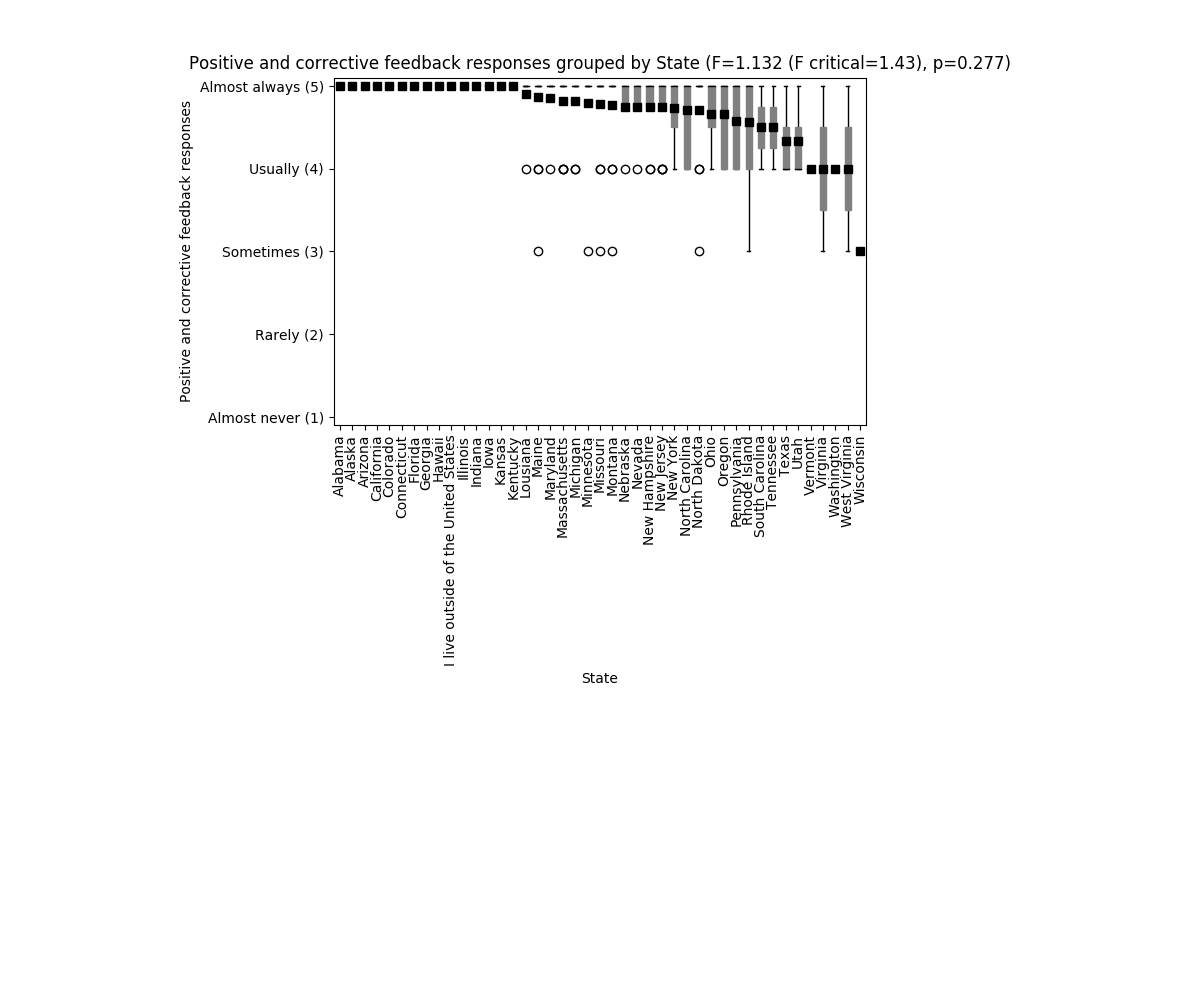 Positive and corrective feedback responses grouped by State (F=1.132 (F critical=1.43), p=0.277)
Positive and corrective feedback responses
Almost always (5)
Usually (4)
Sometimes (3)
Rarely (2)
Almost never (1)
Alabama
Alaska
Arizona
California
Colorado
Connecticut
Florida
Georgia
Hawaii
I live outside of the United States
Illinois
Indiana
Iowa
Kansas
Kentucky
Lousiana
Maine
Maryland
Massachusetts
Michigan
Minnesota
Missouri
Montana
Nebraska
Nevada
New Hampshire
New Jersey
New York
North Carolina
North Dakota
Ohio
Oregon
Pennsylvania
Rhode Island
South Carolina
Tennessee
Texas
Utah
Vermont
Virginia
Washington
West Virginia
Wisconsin
State